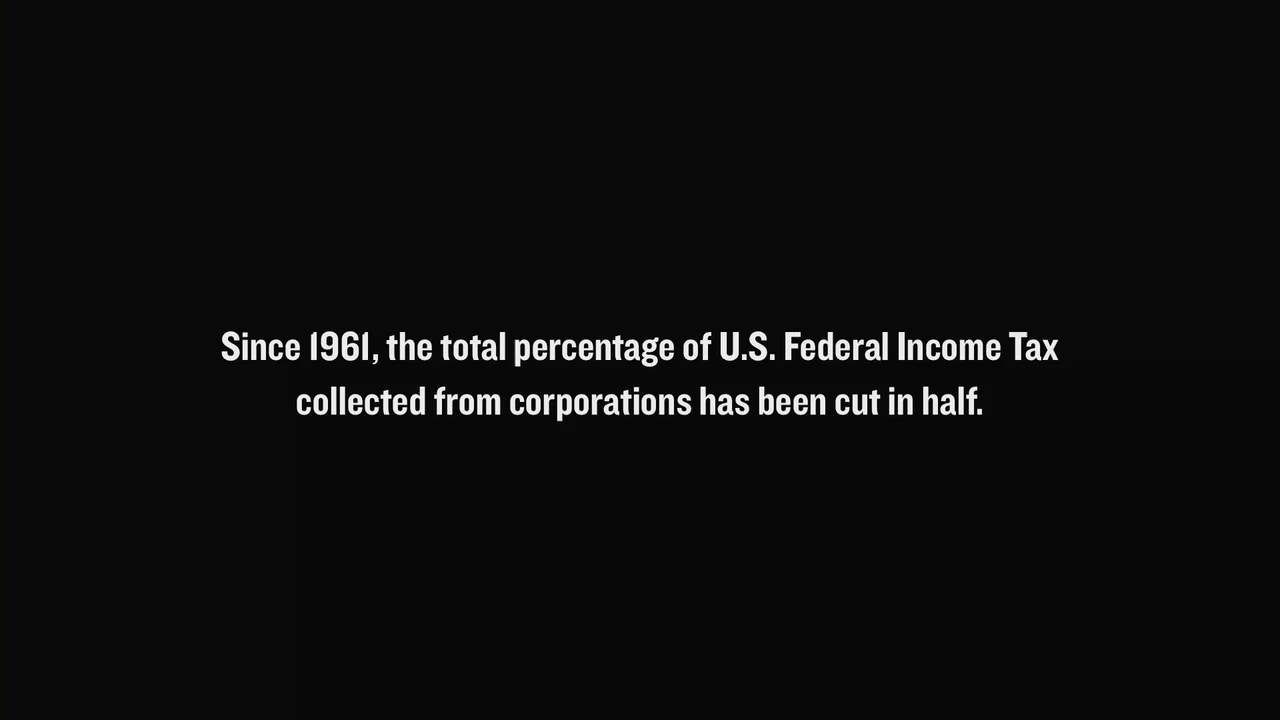 Since 1961, the total percentage of U.S. Federal Income Tax
collected from corporations has been cut in half.